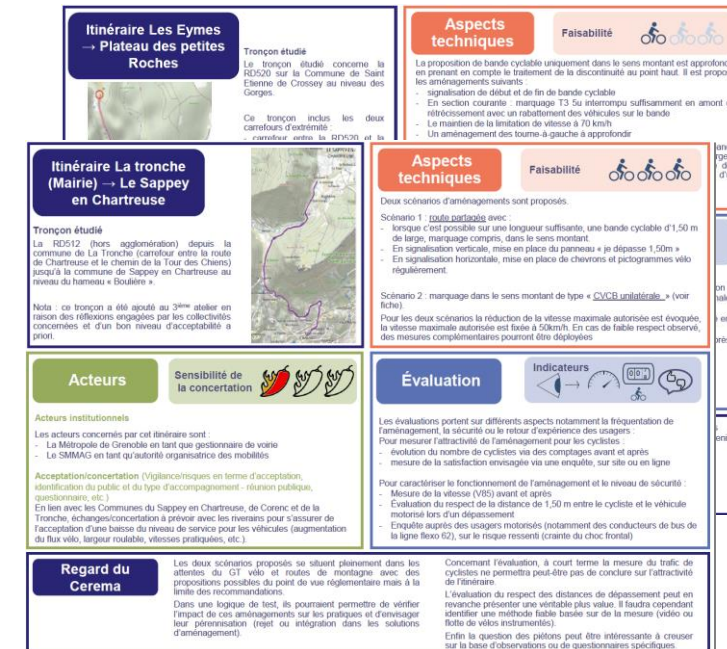 Itinéraire Les Eymes
→ Plateau des petites
Roches
Tronçon étudié
Le tronçon étudié concerne la
RD520 sur la Commune de Saint
Etienne de Crossey au niveau des
Gorges.
Ce tronçon inclus les deux
carrefours d'extrémité :
- carrefour entre la RD520 et la
Aspects
techniques
Faisabilité
La proposition de bande cyclable uniquement dans le sens montant est approfond
en prenant en compte le traitement de la discontinuité au point haut. Il est propo
les aménagements suivants :
- signalisation de début et de fin de bande cyclable
- En section courante : marquage T3 5u interrompu suffisamment en amont
rétrécissement avec un rabattement des véhicules sur le bande
- Le maintien de la limitation de vitesse à 70 km/h
- Un aménagement des tourne-à-gauche à approfondir
Itinéraire La tronche
(Mairie) → Le Sappey
en Chartreuse
Tronçon étudié
La RD512 (hors agglomération) depuis la
commune de La Tronche (carrefour entre la route
de Chartreuse et le chemin de la Tour des Chiens)
jusqu'à la commune de Sappey en Chartreuse au
niveau du hameau « Boulière ».
Nota : ce tronçon a été ajouté au 3ième atelier en
raison des réflexions engagées par les collectivités
concernées et d'un bon niveau d'acceptabilité a
priori.
Aspects
techniques
Faisabilité
Deux scénarios d'aménagements sont proposés.
Scénario 1 : route partagée avec :
- lorsque c'est possible sur une longueur suffisante, une bande cyclable d'1,50 m
de large, marquage compris, dans le sens montant
- En signalisation verticale, mise en place du panneau « je dépasse 1,50m »
- En signalisation horizontale, mise en place de chevrons et pictogrammes vélo
régulièrement.
Scénario 2 : marquage dans le sens montant de type « CVCB unilatérale » (voir
fiche)
Pour les deux scénarios la réduction de la vitesse maximale autorisée est évoquée,
la vitesse maximale autorisée est fixée à 50km/h. En cas de faible respect observé,
des mesures complémentaires pourront être déployées
Acteurs
Sensibilité de
la concertation
Acteurs institutionnels
Les acteurs concernés par cet itinéraire sont :
- La Métropole de Grenoble en tant que gestionnaire de voirie
- Le SMMAG en tant qu'autorité organisatrice des mobilités
Acceptation/concertation (Vigilance/risques en terme d'acceptation,
identification du public et du type d'accompagnement - réunion publique,
questionnaire, etc.)
En lien avec les Communes du Sappey en Chartreuse, de Corenc et de la
Tronche, échanges/concertation à prévoir avec les riverains pour s'assurer de
l'acceptation d'une baisse du niveau de service pour les véhicules (augmentation
du flux vélo, largeur roulable, vitesses pratiquées, etc.).
Évaluation
Indicateurs
Les évaluations portent sur différents aspects notamment la fréquentation de
l'aménagement, la sécurité ou le retour d'expérience des usagers :
Pour mesurer l'attractivité de l'aménagement pour les cyclistes :
- évolution du nombre de cyclistes via des comptages avant et après
- mesure de la satisfaction envisagée via une enquête, sur site ou en ligne
Pour caractériser le fonctionnement de l'aménagement et le niveau de sécurité :
- Mesure de la vitesse (V85) avant et après
- Évaluation du respect de la distance de 1,50 m entre le cycliste et le véhicule
motorisé lors d'un dépassement
- Enquête auprès des usagers motorisés (notamment des conducteurs de bus de
la ligne flexo 62), sur le risque ressenti (crainte du choc frontal)
Regard du
Cerema
Les deux scénarios proposés se situent pleinement dans les
attentes du GT vélo et routes de montagne avec des
propositions possibles du point de vue réglementaire mais à la
limite des recommandations.
Dans une logique de test, ils pourraient permettre de vérifier
l'impact de ces aménagements sur les pratiques et d'envisager
leur pérennisation (rejet ou intégration dans les solutions
d'aménagement).
Concernant l'évaluation, à court terme la mesure du trafic de
cyclistes ne permettra peut-être pas de conclure sur l'attractivité
de l'itinéraire.
L'évaluation du respect des distances de dépassement peut en
revanche présenter une véritable plus value. Il faudra cependant
identifier une méthode fiable basée sur de la mesure (vidéo ou
flotte de vélos instrumentés).
Enfin la question des piétons peut être intéressante à creuser
sur la base d'observations ou de questionnaires spécifiques.